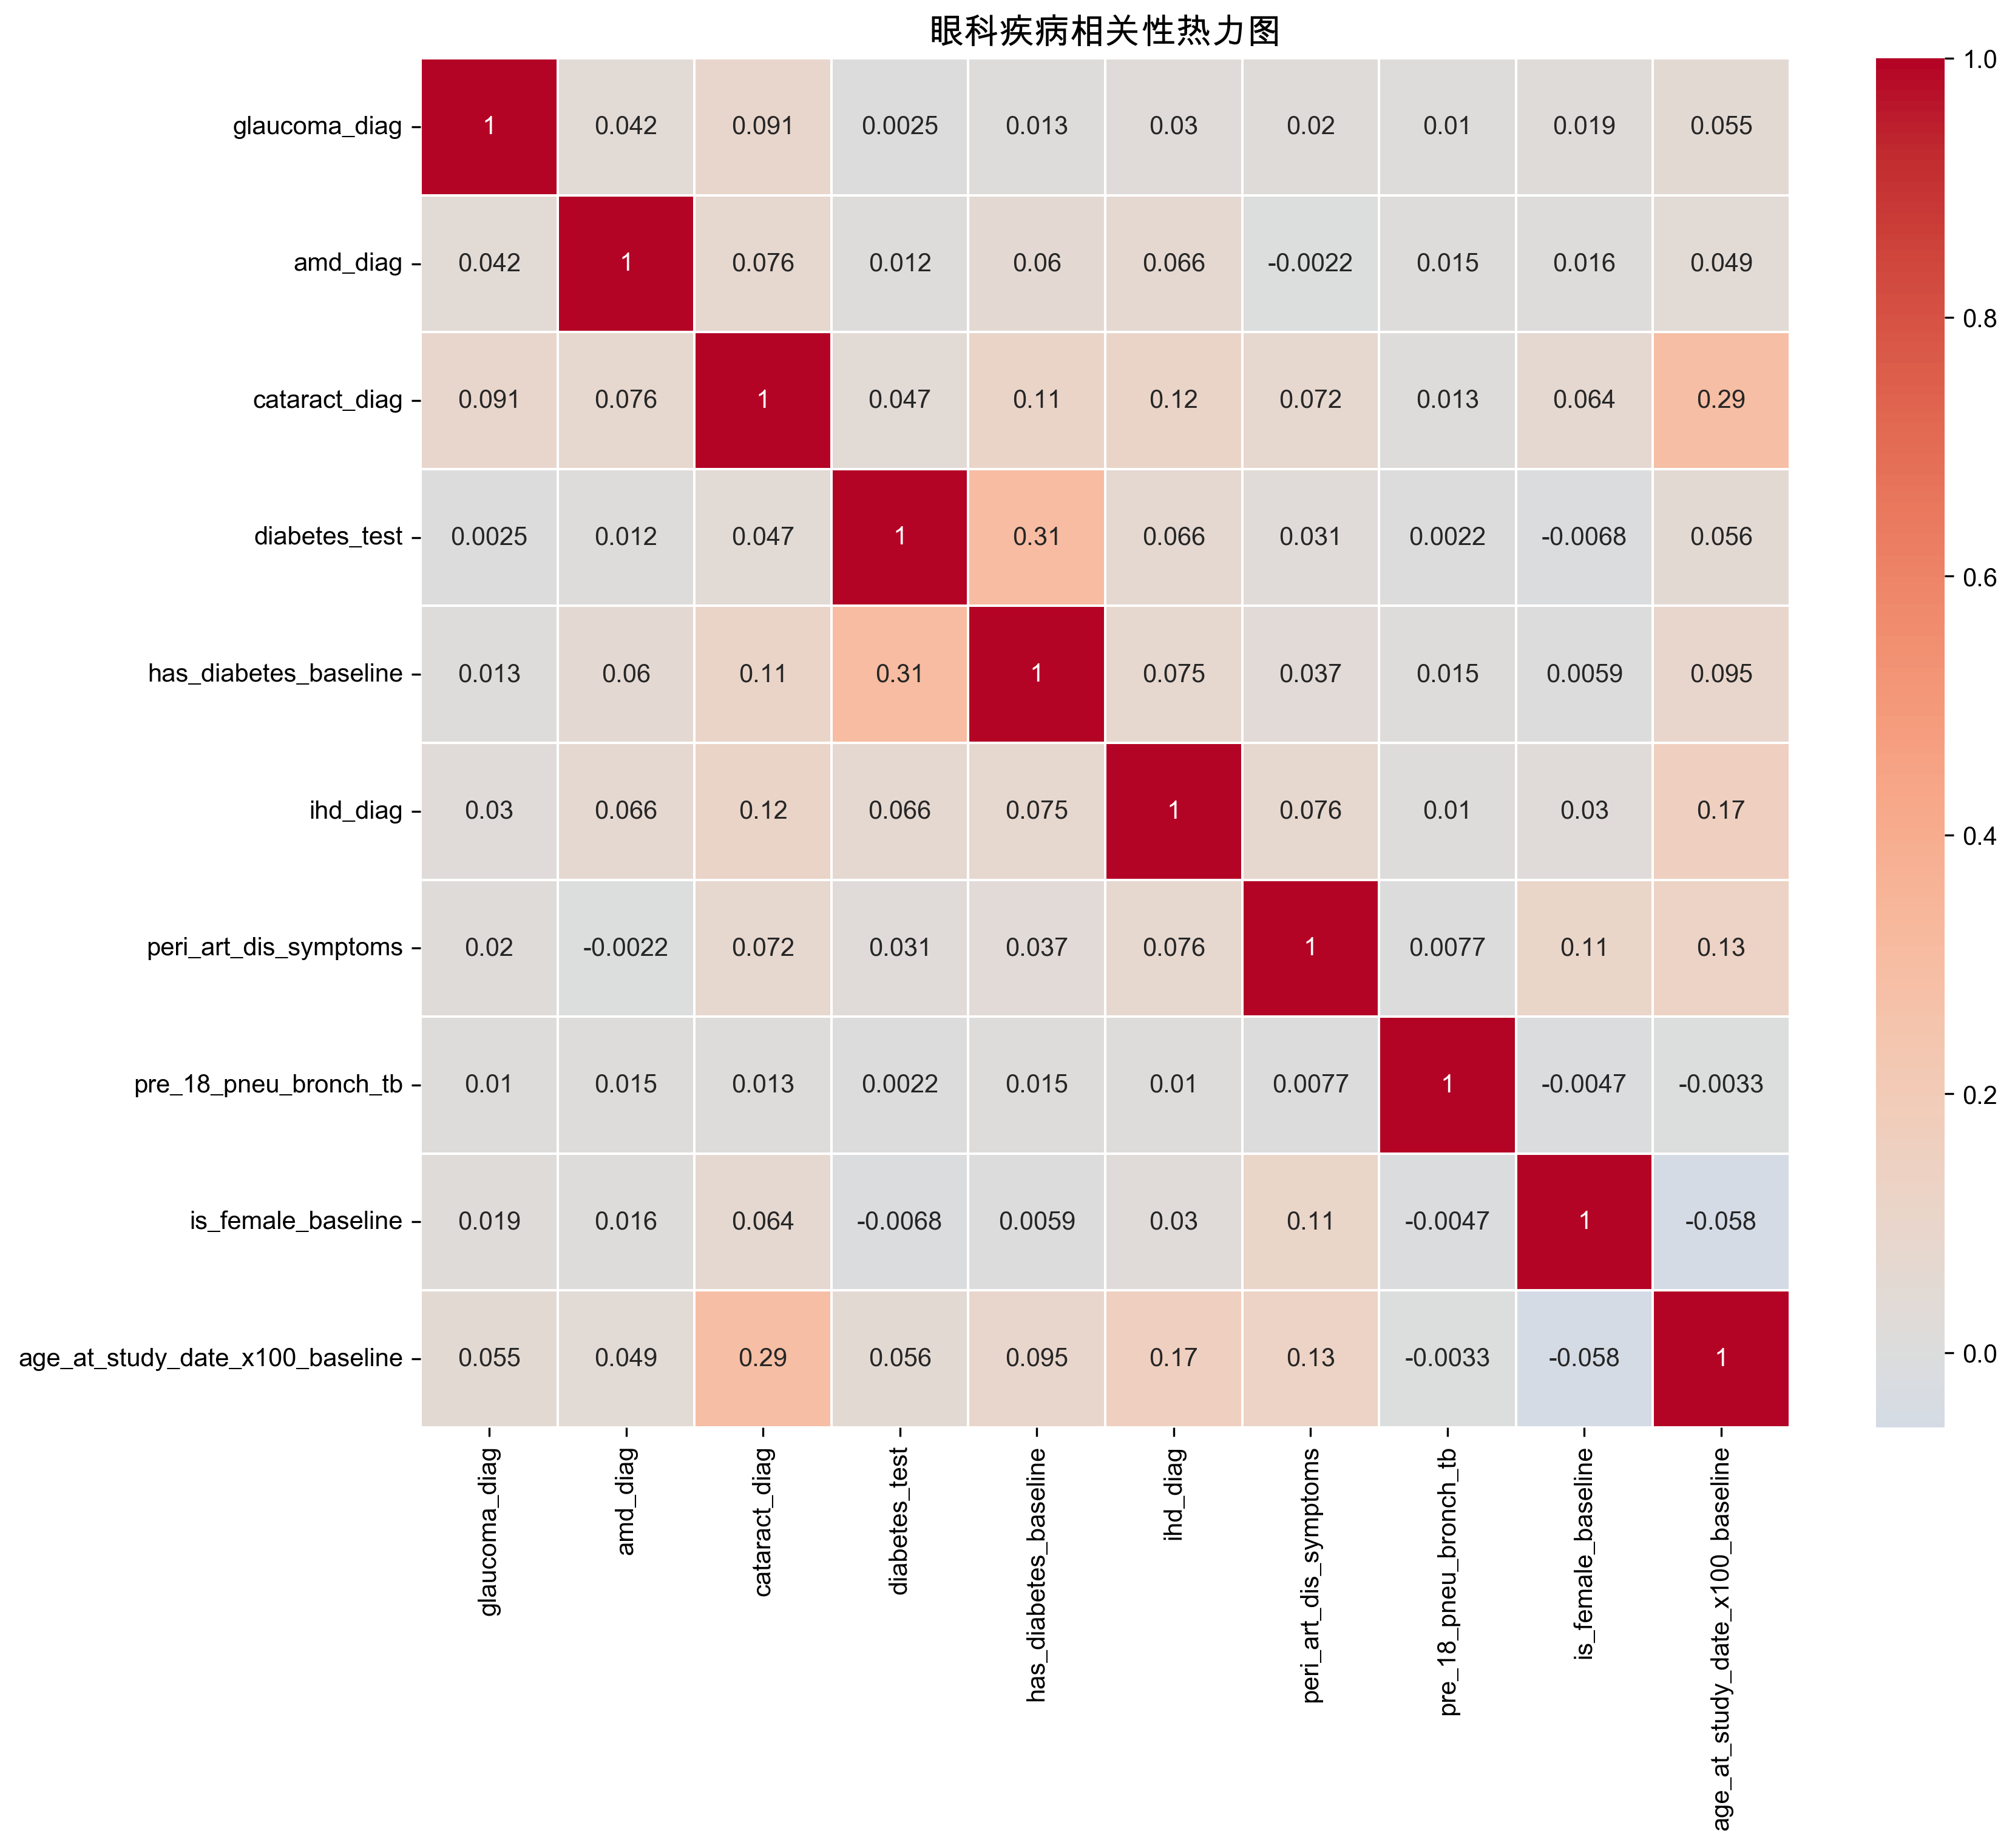 眼科疾病相关性热力图
glaucoma_diag 1 0.042 0.091 0.0025 0.013 0.03 0.02 0.01 0.019 0.055
amd_diag 0.042 1 0.076 0.012 0.06 0.066 -0.0022 0.015 0.016 0.049
cataract_diag 0.091 0.076 1 0.047 0.11 0.12 0.072 0.013 0.064 0.29
diabetes_test 0.0025 0.012 0.047 1 0.31 0.066 0.031 0.0022 -0.0068 0.056
has_diabetes_baseline 0.013 0.06 0.11 0.31 1 0.075 0.037 0.015 0.0059 0.095
ihd_diag 0.03 0.066 0.12 0.066 0.075 1 0.076 0.01 0.03 0.17
peri_art_dis_symptoms 0.02 -0.0022 0.072 0.031 0.037 0.076 1 0.0077 0.11 0.13
pre_18_pneu_bronch_tb 0.01 0.015 0.013 0.0022 0.015 0.01 0.0077 1 -0.0047 -0.0033
is_female_baseline 0.019 0.016 0.064 -0.0068 0.0059 0.03 0.11 -0.0047 1 -0.058
age_at_study_date_x100_baseline 0.055 0.049 0.29 0.056 0.095 0.17 0.13 -0.0033 -0.058 1
glaucoma_diag
amd_diag
cataract_diag
diabetes_test
has_diabetes_baseline
ihd_diag
peri_art_dis_symptoms
pre_18_pneu_bronch_tb
is_female_baseline
age_at_study_date_x100_baseline
1.0
0.8
0.6
0.4
0.2
0.0